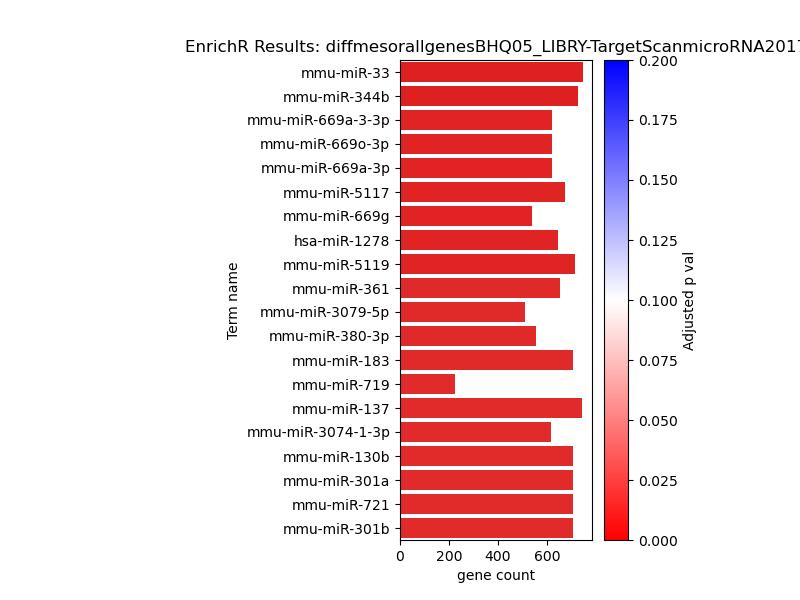 EnrichR Results: diffmesorallgenesBHQ05_LIBRY-TargetScanmicroRNA2017
Term name
mmu-miR-33
mmu-miR-344b
mmu-miR-669a-3-3p
mmu-miR-669o-3p
mmu-miR-669a-3p
mmu-miR-5117
mmu-miR-669g
hsa-miR-1278
mmu-miR-5119
mmu-miR-361
mmu-miR-3079-5p
mmu-miR-380-3p
mmu-miR-183
mmu-miR-719
mmu-miR-137
mmu-miR-3074-1-3p
mmu-miR-130b
mmu-miR-301a
mmu-miR-721
mmu-miR-301b
0 200 400 600
gene count
0.200
0.175
0.150
0.125
0.100
0.075
0.050
0.025
0.000
Adjusted p val